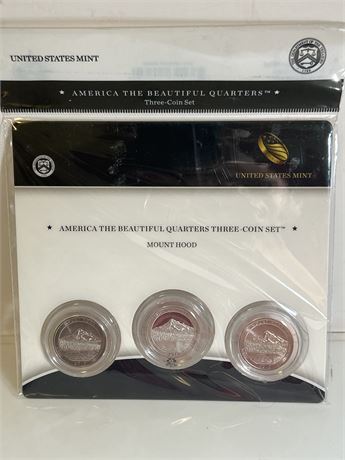 UNITED STATES MINT
AMERICA THE BEAUTIFUL QUARTERS™
Three-Coin Set
UNITED STATES MINT
AMERICA THE BEAUTIFUL QUARTERS THREE-COIN SET™
MOUNT HOOD